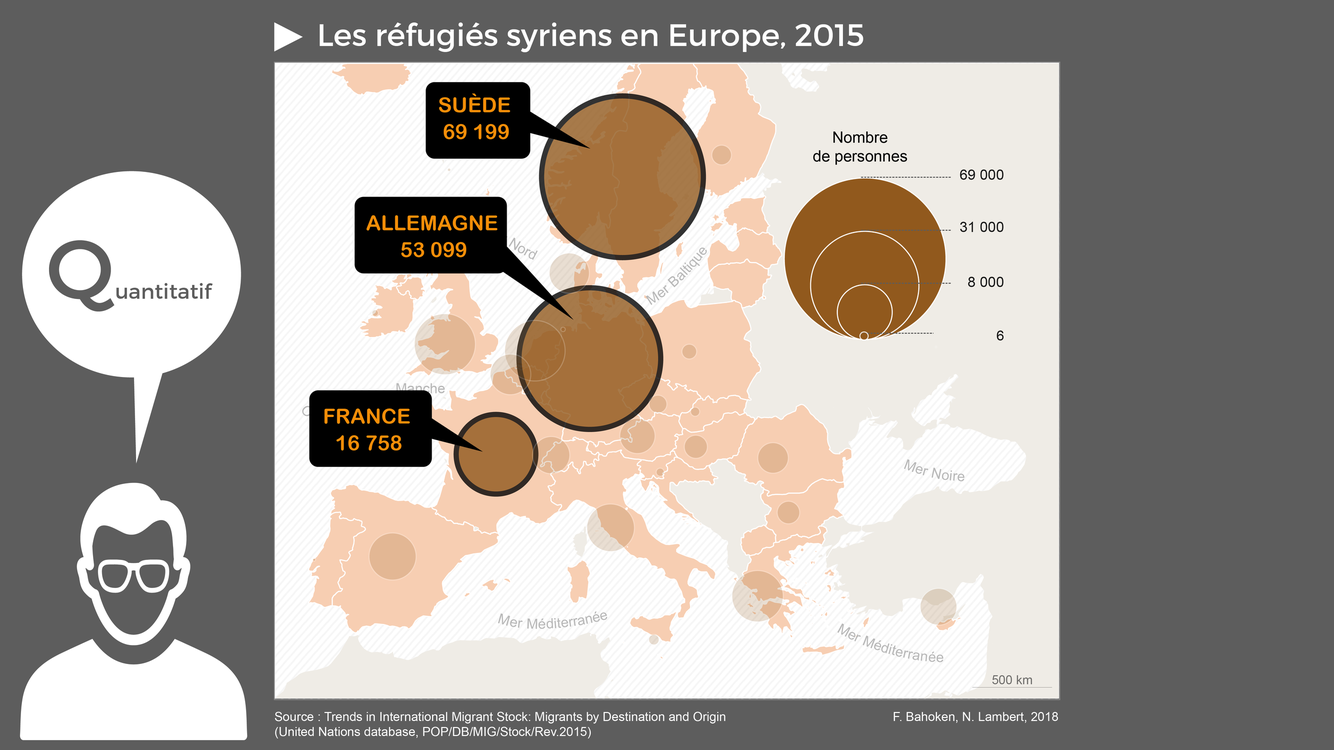 Les réfugiés syriens en Europe, 2015
SUÈDE
69 199
ALLEMAGNE
53 099
FRANCE
16 758
Quantitatif
Nombre
de personnes
69 000
31 000
8 000
6
Nord
Mer Baltique
Manche
Mer Noire
Mer Méditerranée
Mer Méditerranée
500 km
Source : Trends in International Migrant Stock: Migrants by Destination and Origin
(United Nations database, POP/DB/MIG/Stock/Rev.2015)
F. Bahoken, N. Lambert, 2018